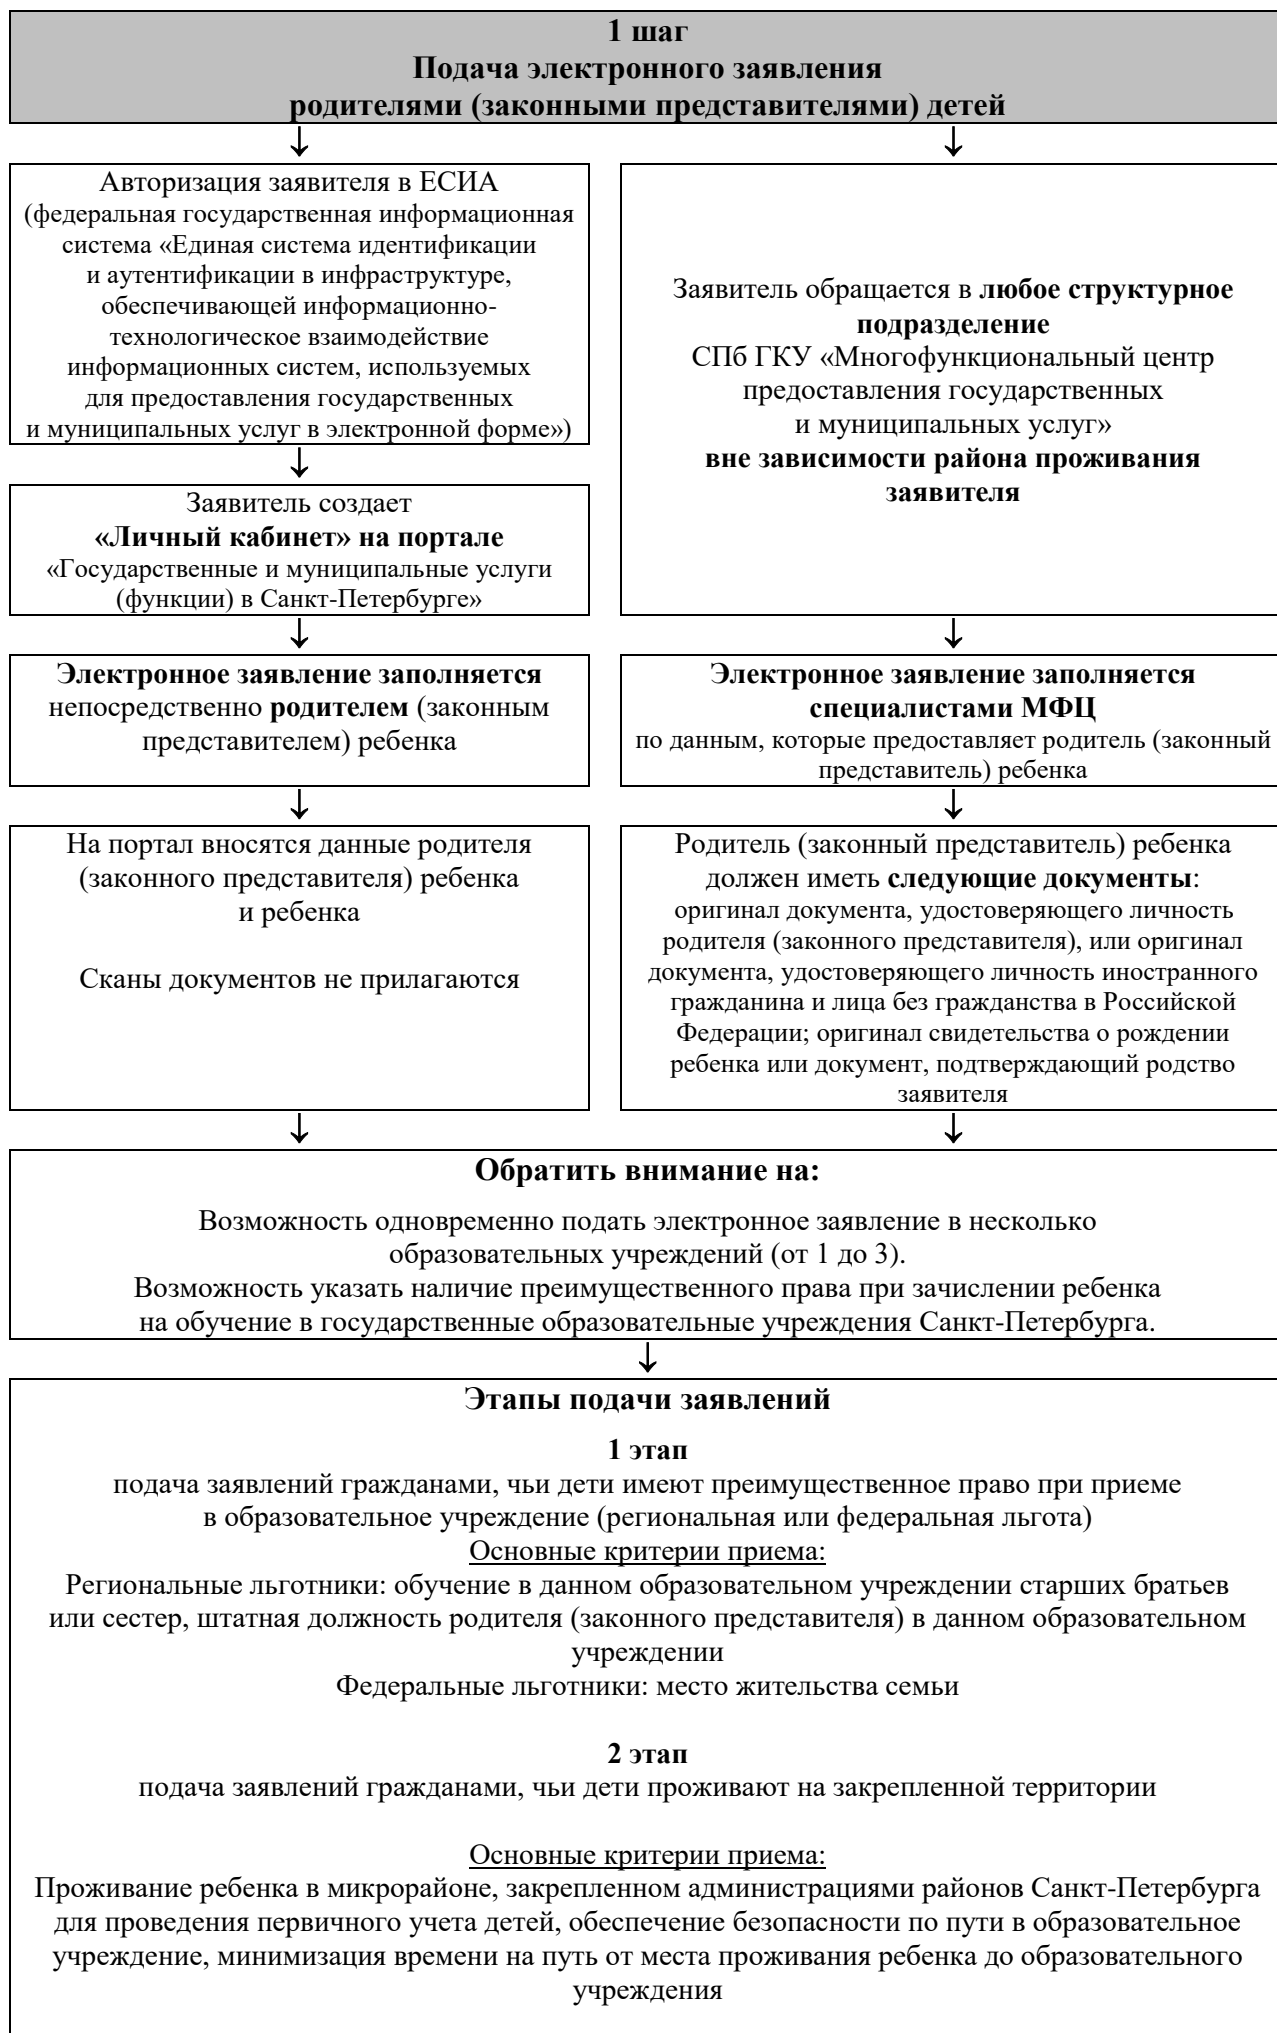 1 шаг
Подача электронного заявления
родителями (законными представителями) детей
Авторизация заявителя в ЕСИА
(федеральная государственная информационная
система «Единая система идентификации
и аутентификации в инфраструктуре,
обеспечивающей информационно-
технологическое взаимодействие
информационных систем, используемых
для предоставления государственных
и муниципальных услуг в электронной форме»)
Заявитель создает
«Личный кабинет» на портале
«Государственные и муниципальные услуги
(функции) в Санкт-Петербурге»
Электронное заявление заполняется
непосредственно родителем (законным
представителем) ребенка
На портал вносятся данные родителя
(законного представителя) ребенка
и ребенка
Сканы документов не прилагаются
Заявитель обращается в любое структурное
подразделение
СПб ГКУ «Многофункциональный центр
предоставления государственных
и муниципальных услуг»
вне зависимости района проживания
заявителя
Электронное заявление заполняется
специалистами МФЦ
по данным, которые предоставляет родитель (законный
представитель) ребенка
Родитель (законный представитель) ребенка
должен иметь следующие документы:
оригинал документа, удостоверяющего личность
родителя (законного представителя), или оригинал
документа, удостоверяющего личность иностранного
гражданина и лица без гражданства в Российской
Федерации; оригинал свидетельства о рождении
ребенка или документ, подтверждающий родство
заявителя
Обратить внимание на:
Возможность одновременно подать электронное заявление в несколько
образовательных учреждений (от 1 до 3).
Возможность указать наличие преимущественного права при зачислении ребенка
на обучение в государственные образовательные учреждения Санкт-Петербурга.
Этапы подачи заявлений
1 этап
подача заявлений гражданами, чьи дети имеют преимущественное право при приеме
в образовательное учреждение (региональная или федеральная льгота)
Основные критерии приема:
Региональные льготники: обучение в данном образовательном учреждении старших братьев
или сестер, штатная должность родителя (законного представителя) в данном образовательном
учреждении
Федеральные льготники: место жительства семьи
2 этап
подача заявлений гражданами, чьи дети проживают на закрепленной территории
Основные критерии приема:
Проживание ребенка в микрорайоне, закрепленном администрациями районов Санкт-Петербурга
для проведения первичного учета детей, обеспечение безопасности по пути в образовательное
учреждение, минимизация времени на путь от места проживания ребенка до образовательного
учреждения